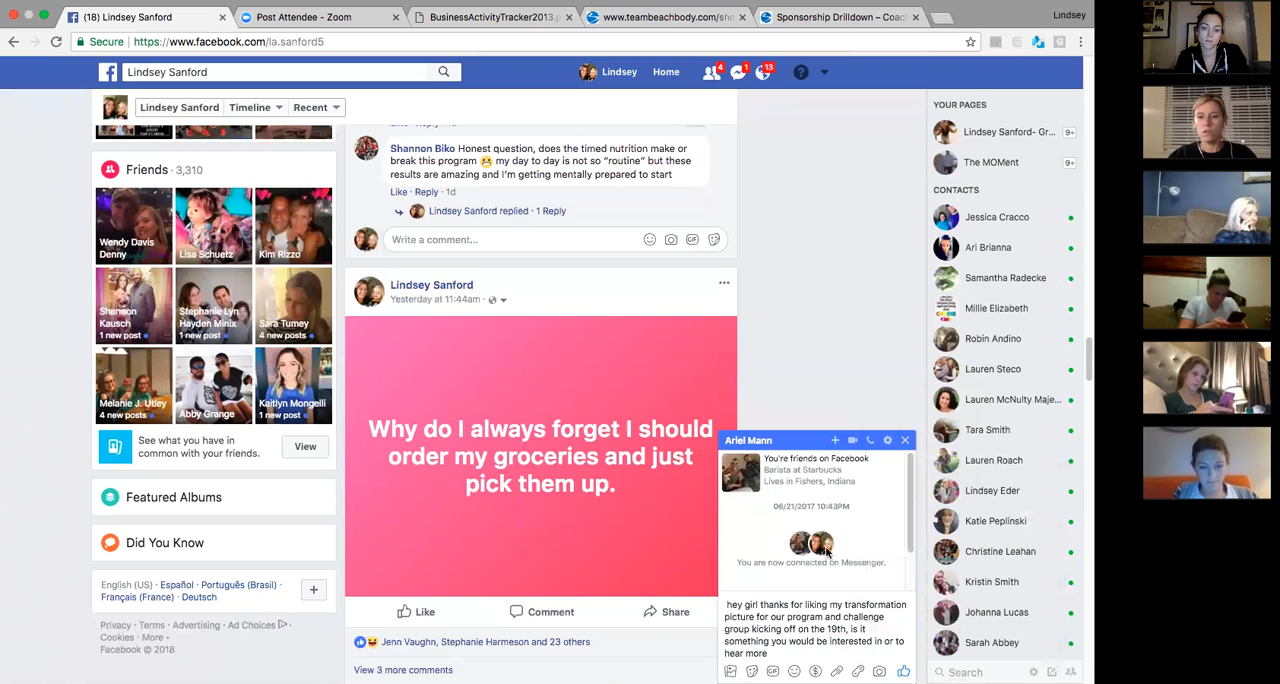 (18) Lindsey Sanford
Post Attendee - Zoom
BusinessActivityTracker2013.p
www.teambeachbody.com/sho
Sponsorship Drilldown – Coac
Lindsey
Secure
https://www.facebook.com/la.sanford5
Lindsey Sanford
Lindsey
Home
4
1
13
Lindsey Sanford
Timeline
Recent
Friends · 3,310
Wendy Davis Denny
Lisa Schuetz
Kim Rizzo
Shannon Kausch
1 new post
Stephanie Lyn Hayden Minix
1 new post
Sara Turney
4 new posts
Melanie J. Utley
4 new posts
Abby Grange
Kaitlyn Mongelli
1 new post
See what you have in
common with your friends.
View
Featured Albums
Did You Know
English (US) · Español · Português (Brasil) ·
Français (France) · Deutsch
Privacy · Terms · Advertising · Ad Choices
Cookies · More
Facebook © 2018
Shannon Biko Honest question, does the timed nutrition make or
break this program 😬 my day to day is not so “routine” but these
results are amazing and I'm getting mentally prepared to start
Like · Reply · 1d
Lindsey Sanford replied · 1 Reply
Write a comment...
GIF
Lindsey Sanford
Yesterday at 11:44am ·
Why do I always forget I should
order my groceries and just
pick them up.
Like
Comment
Share
Jenn Vaughn, Stephanie Harmeson and 23 others
View 3 more comments
Ariel Mann
You're friends on Facebook
Barista at Starbucks
Lives in Fishers, Indiana
06/21/2017 10:43PM
You are now connected on Messenger.
hey girl thanks for liking my transformation
picture for our program and challenge
group kicking off on the 19th, is it
something you would be interested in or to
hear more
GIF
YOUR PAGES
Lindsey Sanford- Gr... 9+
The MOMent 9+
CONTACTS
Jessica Cracco
Ari Brianna
Samantha Radecke
Millie Elizabeth
Robin Andino
Lauren Steco
Lauren McNulty Maje...
Tara Smith
Lauren Roach
Lindsey Eder
Katie Peplinski
Christine Leahan
Kristin Smith
Johanna Lucas
Sarah Abbey
Search